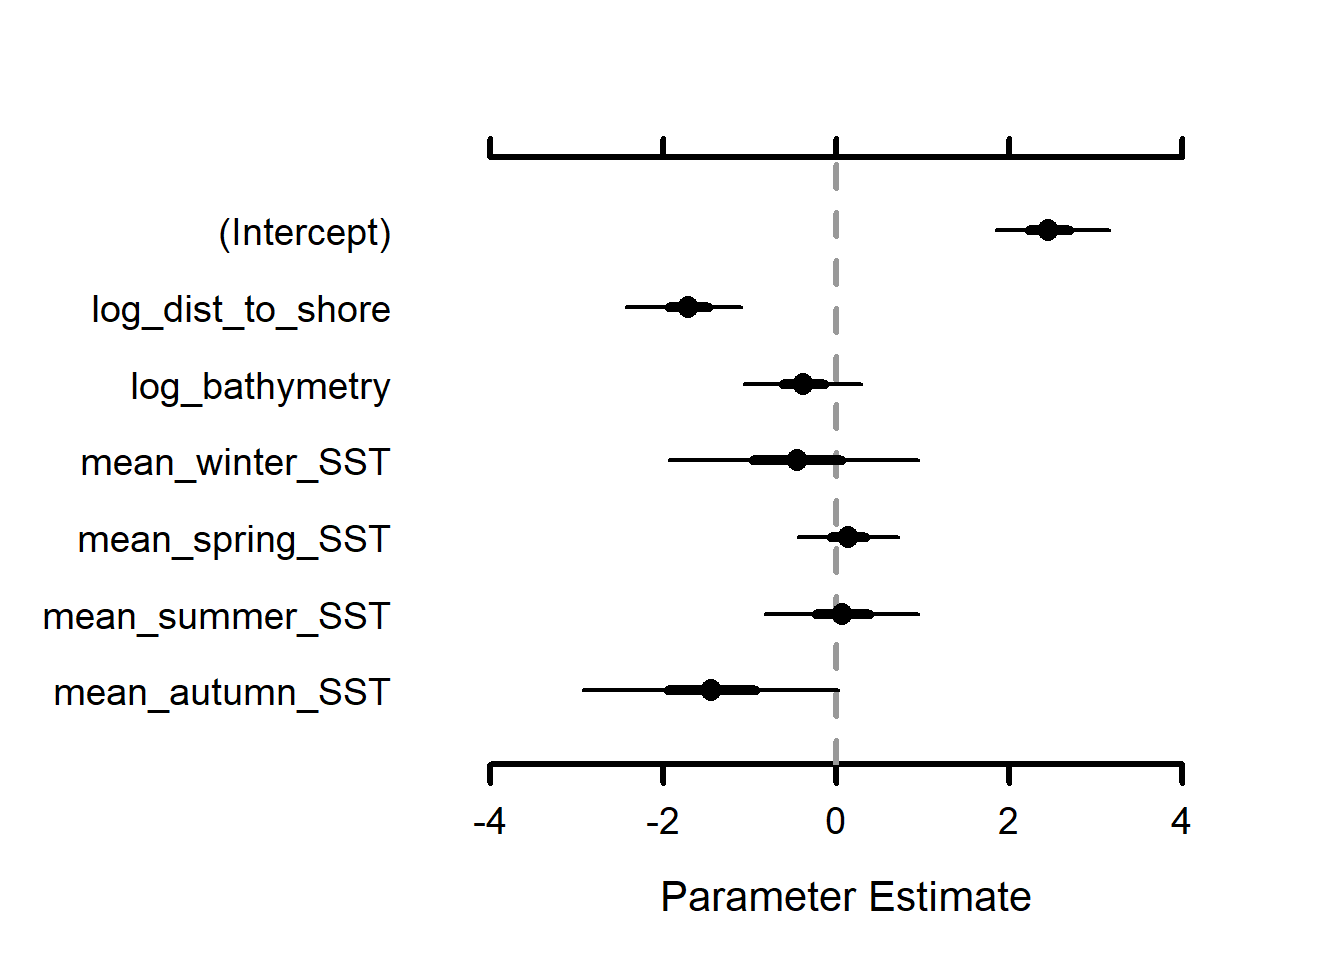 (Intercept)
log_dist_to_shore
log_bathymetry
mean_winter_SST
mean_spring_SST
mean_summer_SST
mean_autumn_SST
-4 -2 0 2 4
Parameter Estimate